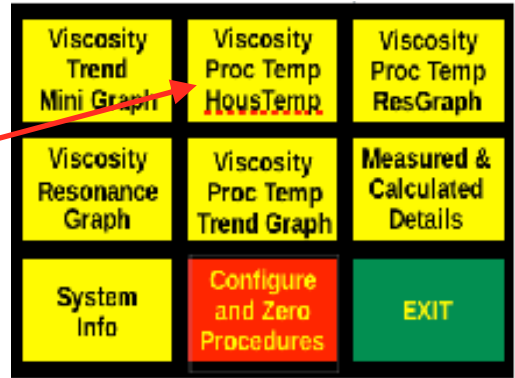 Viscosity
Trend
Mini Graph
Viscosity
Proc Temp
HousTemp
Viscosity
Proc Temp
ResGraph
Viscosity
Resonance
Graph
Viscosity
Proc Temp
Trend Graph
Measured &
Calculated
Details
System
Info
Configure
and Zero
Procedures
EXIT